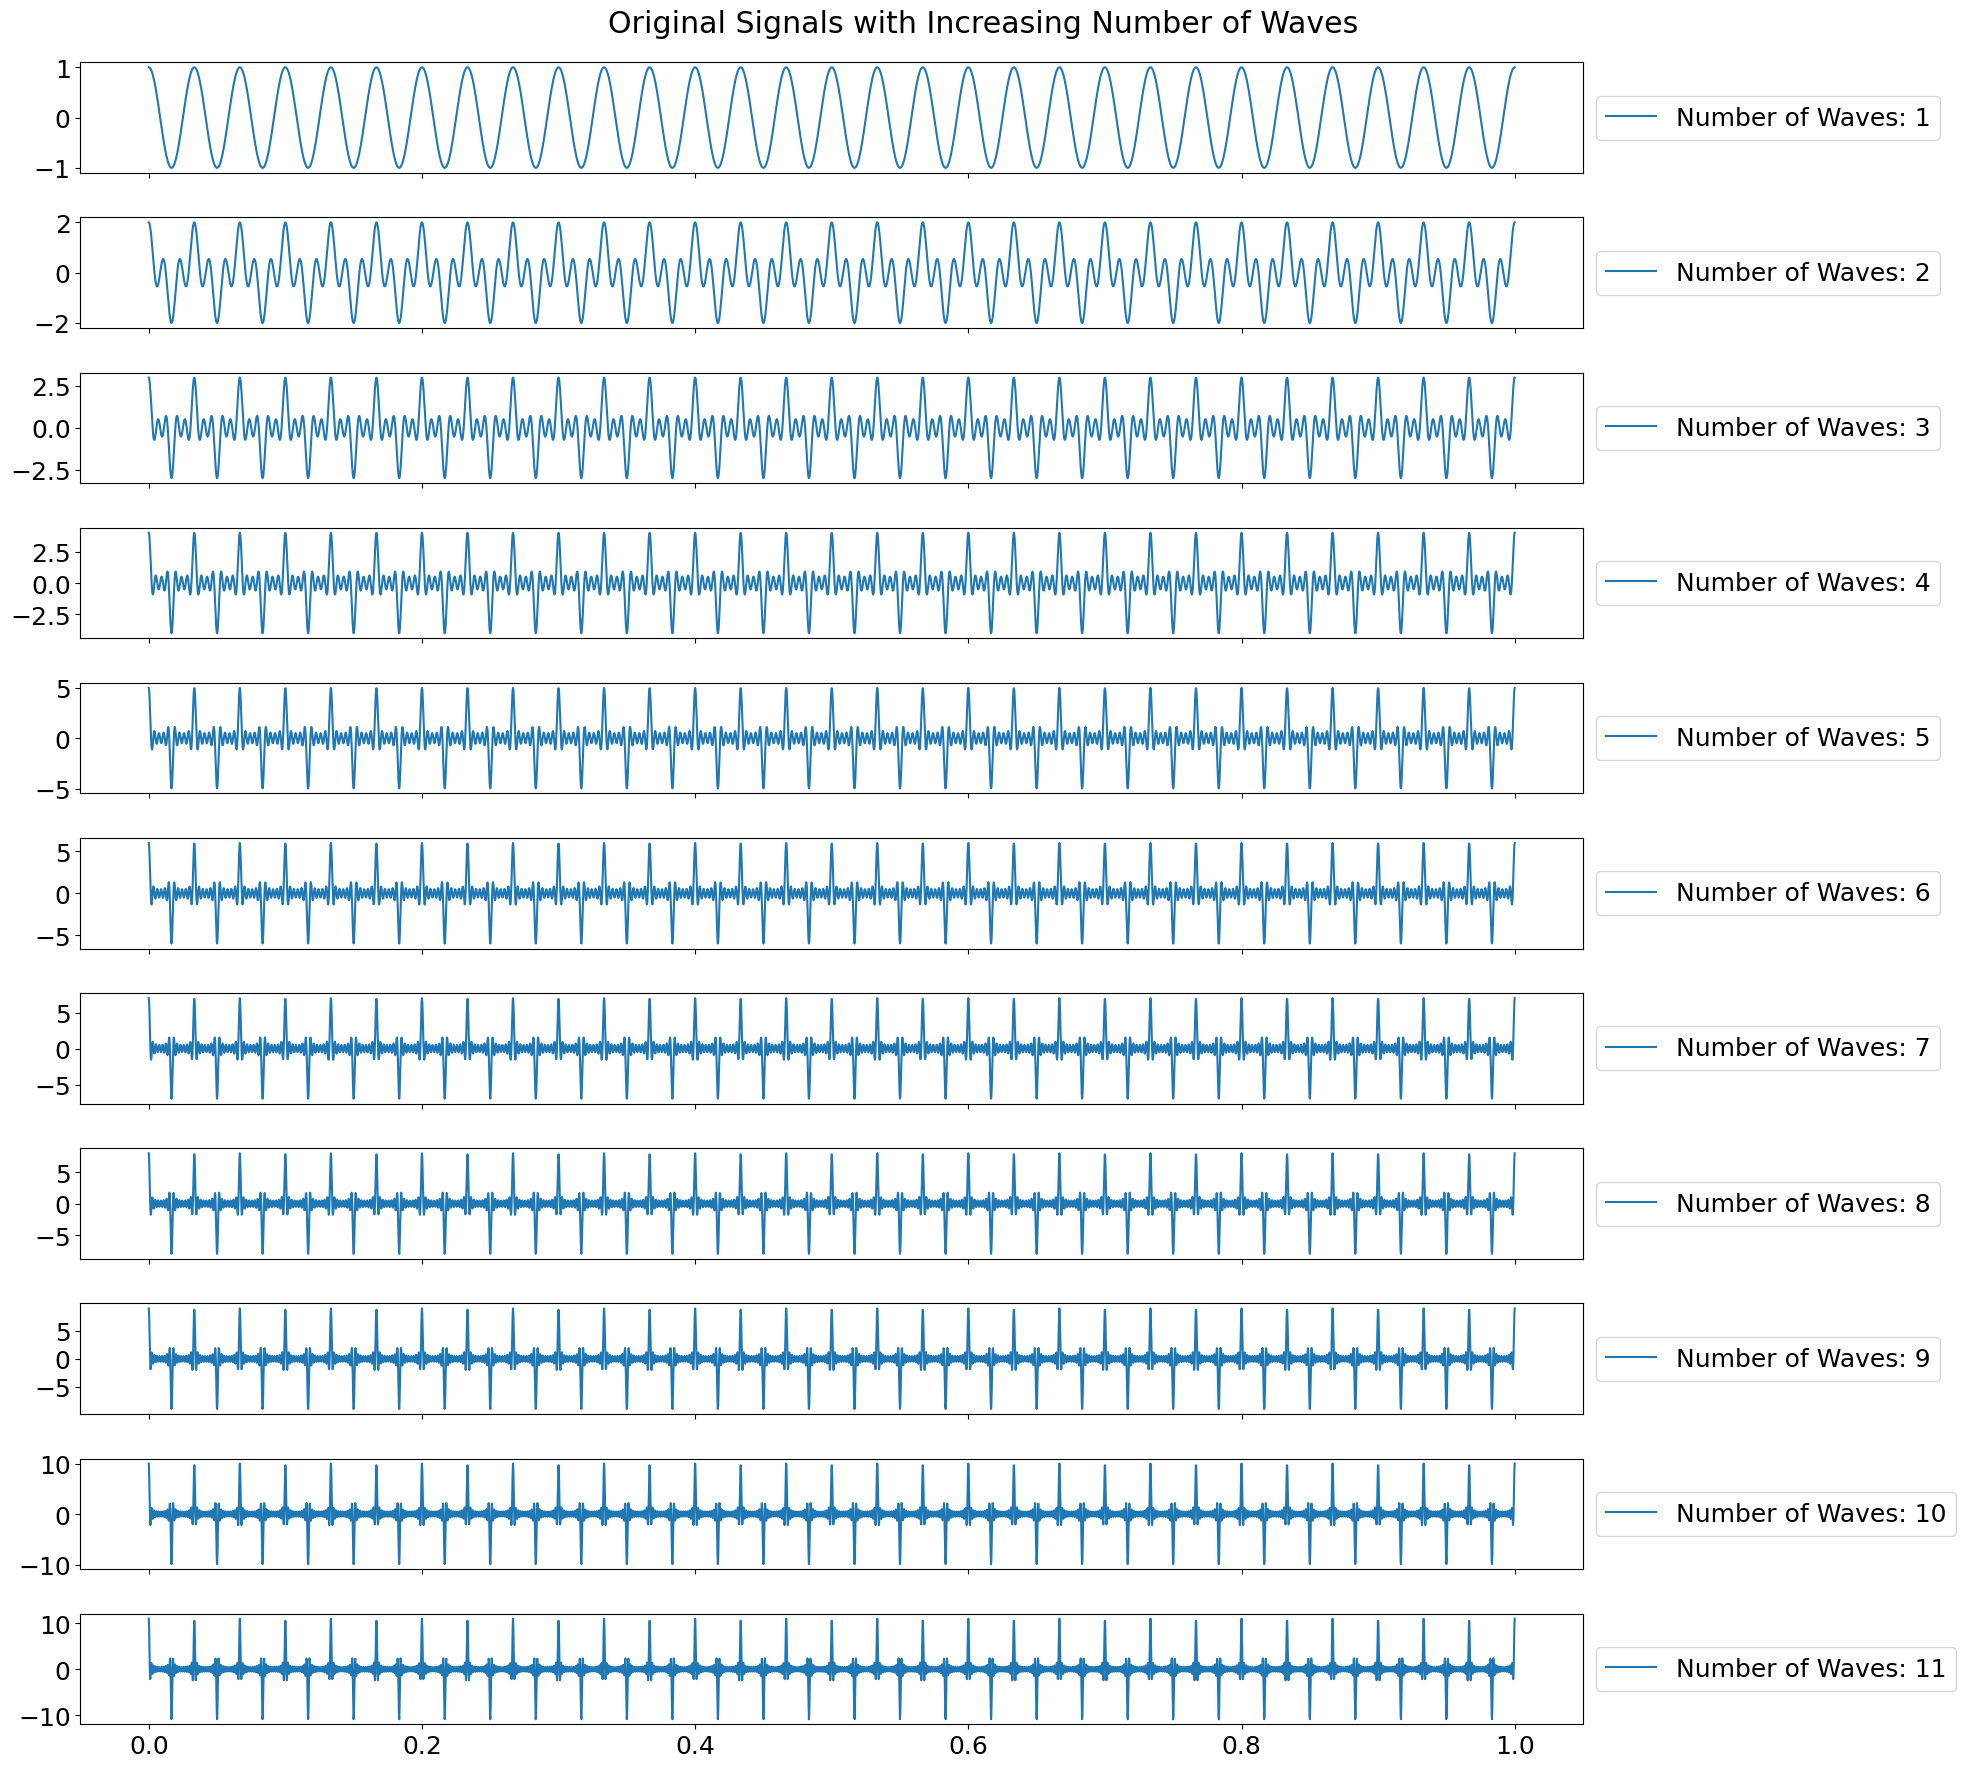 Original Signals with Increasing Number of Waves
1
0
−1
Number of Waves: 1
2
0
−2
Number of Waves: 2
2.5
0.0
−2.5
Number of Waves: 3
2.5
0.0
−2.5
Number of Waves: 4
5
0
−5
Number of Waves: 5
5
0
−5
Number of Waves: 6
5
0
−5
Number of Waves: 7
5
0
−5
Number of Waves: 8
5
0
−5
Number of Waves: 9
10
0
−10
Number of Waves: 10
10
0
−10
Number of Waves: 11
0.0 0.2 0.4 0.6 0.8 1.0